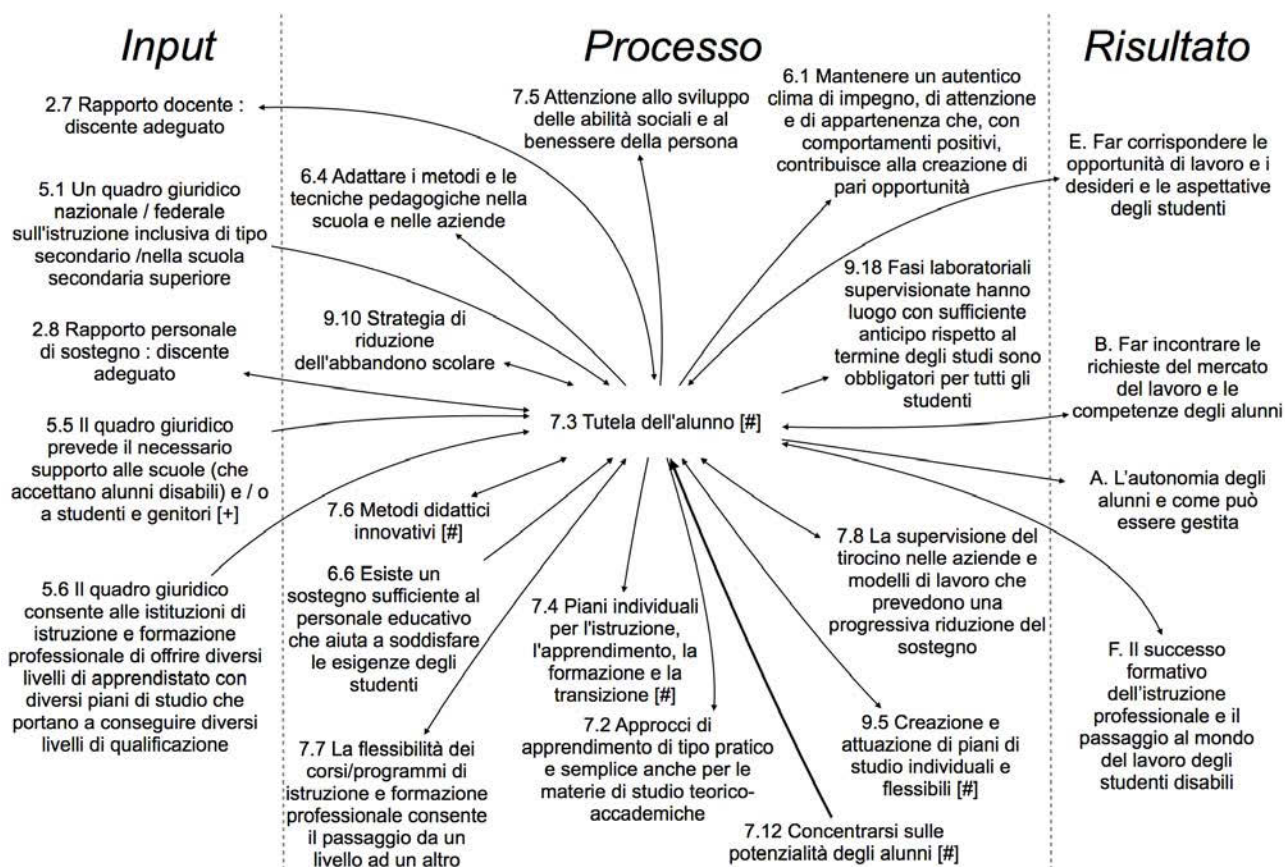 Input
Processo
Risultato
2.7 Rapporto docente :
discente adeguato
5.1 Un quadro giuridico
nazionale / federale
sull'istruzione inclusiva di tipo
secondario /nella scuola
secondaria superiore
2.8 Rapporto personale
di sostegno : discente
adeguato
5.5 Il quadro giuridico
prevede il necessario
supporto alle scuole (che
accettano alunni disabili) e / o
a studenti e genitori [+]
5.6 Il quadro giuridico
consente alle istituzioni di
istruzione e formazione
professionale di offrire diversi
livelli di apprendistato con
diversi piani di studio che
portano a conseguire diversi
livelli di qualificazione
7.5 Attenzione allo sviluppo
delle abilità sociali e al
benessere della persona
6.1 Mantenere un autentico
clima di impegno, di attenzione
e di appartenenza che, con
comportamenti positivi,
contribuisce alla creazione di
pari opportunità
6.4 Adattare i metodi e le
tecniche pedagogiche nella
scuola e nelle aziende
9.10 Strategia di
riduzione
dell'abbandono scolare
9.18 Fasi laboratoriali
supervisionate hanno
luogo con sufficiente
anticipo rispetto al
termine degli studi sono
obbligatori per tutti gli
studenti
7.3 Tutela dell'alunno [#]
7.6 Metodi didattici
innovativi [#]
6.6 Esiste un
sostegno sufficiente al
personale educativo
che aiuta a soddisfare
le esigenze degli
studenti
7.7 La flessibilità dei
corsi/programmi di
istruzione e formazione
professionale consente
il passaggio da un
livello ad un altro
7.4 Piani individuali
per l'istruzione,
l'apprendimento, la
formazione e la
transizione [#]
7.2 Approcci di
apprendimento di tipo pratico
e semplice anche per le
materie di studio teorico-
accademiche
7.8 La supervisione del
tirocino nelle aziende e
modelli di lavoro che
prevedono una
progressiva riduzione del
sostegno
9.5 Creazione e
attuazione di piani di
studio individuali e
flessibili [#]
7.12 Concentrarsi sulle
potenzialità degli alunni [#]
E. Far corrispondere le
opportunità di lavoro e i
desideri e le aspettative
degli studenti
B. Far incontrare le
richieste del mercato
del lavoro e le
competenze degli alunni
A. L'autonomia degli
alunni e come può
essere gestita
F. Il successo
formativo
dell'istruzione
professionale e il
passaggio al mondo
del lavoro degli
studenti disabili